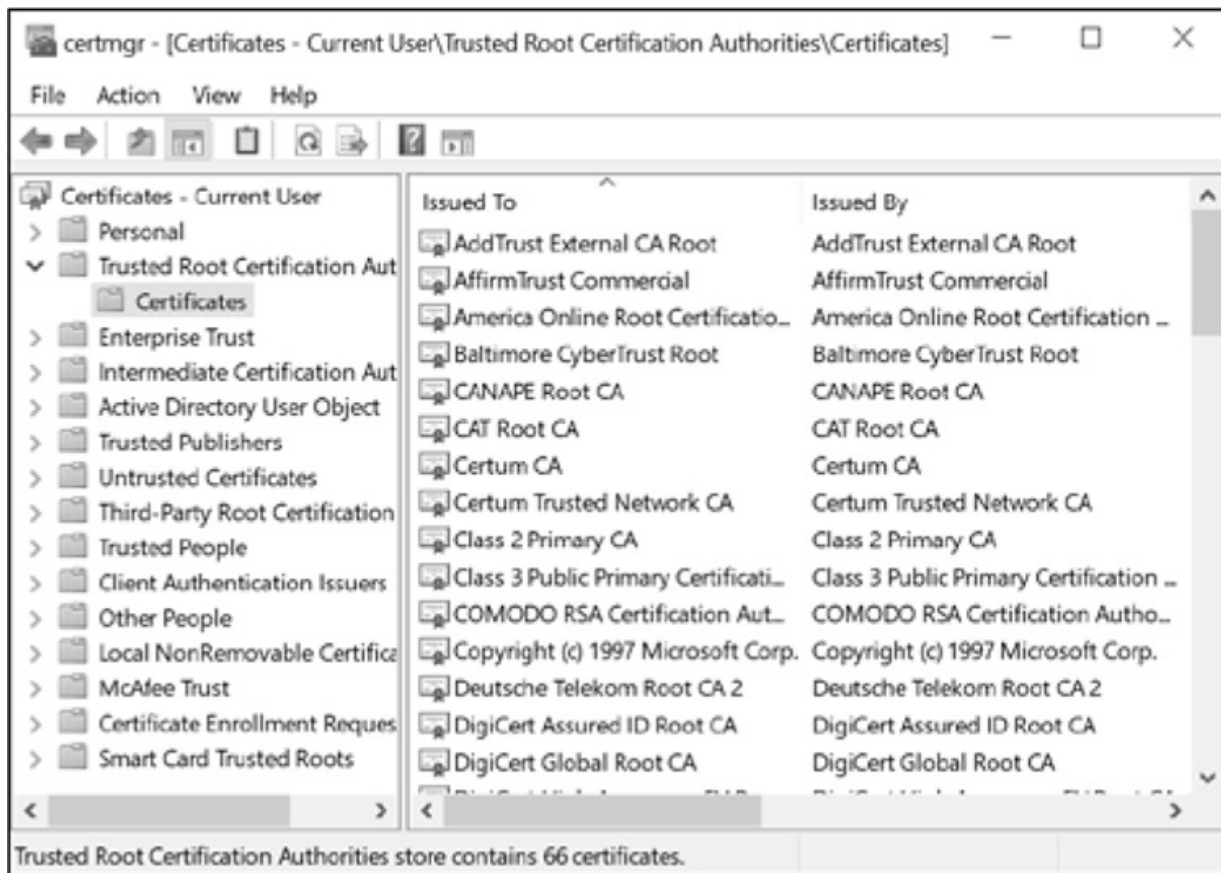 certmgr - [Certificates - Current User\Trusted Root Certification Authorities\Certificates]
File Action View Help
Certificates - Current User
Personal
Trusted Root Certification Aut
Certificates
Enterprise Trust
Intermediate Certification Aut
Active Directory User Object
Trusted Publishers
Untrusted Certificates
Third-Party Root Certification
Trusted People
Client Authentication Issuers
Other People
Local NonRemovable Certifica
McAfee Trust
Certificate Enrollment Reques
Smart Card Trusted Roots
Issued To Issued By
AddTrust External CA Root AddTrust External CA Root
AffirmTrust Commercial AffirmTrust Commercial
America Online Root Certificatio... America Online Root Certification ...
Baltimore CyberTrust Root Baltimore CyberTrust Root
CANAPE Root CA CANAPE Root CA
CAT Root CA CAT Root CA
Certum CA Certum CA
Certum Trusted Network CA Certum Trusted Network CA
Class 2 Primary CA Class 2 Primary CA
Class 3 Public Primary Certificati... Class 3 Public Primary Certification ...
COMODO RSA Certification Aut... COMODO RSA Certification Autho...
Copyright (c) 1997 Microsoft Corp. Copyright (c) 1997 Microsoft Corp.
Deutsche Telekom Root CA 2 Deutsche Telekom Root CA 2
DigiCert Assured ID Root CA DigiCert Assured ID Root CA
DigiCert Global Root CA DigiCert Global Root CA
Trusted Root Certification Authorities store contains 66 certificates.